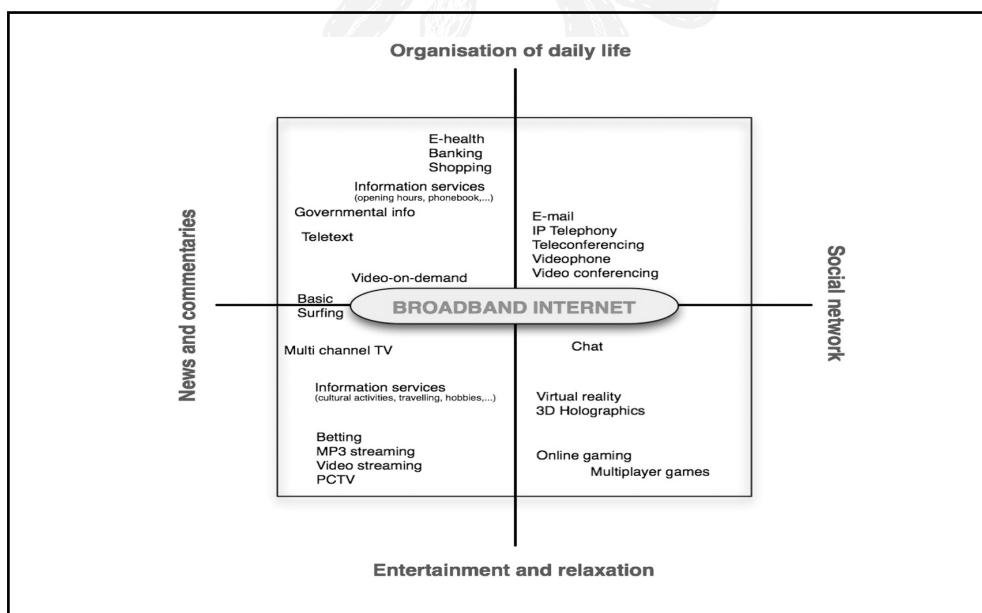 Organisation of daily life
E-health
Banking
Shopping
Information services
(opening hours, phonebook,...)
Governmental info
Teletext
Video-on-demand
E-mail
IP Telephony
Teleconferencing
Videophone
Video conferencing
News and commentaries
Basic
Surfing
BROADBAND INTERNET
Social network
Multi channel TV
Information services
(cultural activities, travelling, hobbies,...)
Betting
MP3 streaming
Video streaming
PCTV
Chat
Virtual reality
3D Holographics
Online gaming
Multiplayer games
Entertainment and relaxation